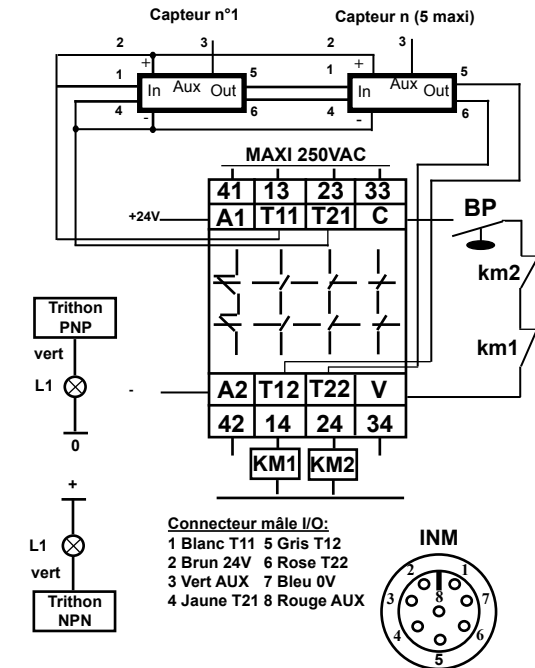 Capteur n°1 Capteur n (5 maxi)
2 3 2 3
+ +
1 In Aux Out 5 1 In Aux Out 5
4 - 6 4 - 6
MAXI 250VAC
41 13 23 33
+24V A1 T11 T21 C BP
km2
Trithon
PNP
vert
km1
L1
- A2 T12 T22 V
42 14 24 34
0
KM1 KM2
+
Connecteur mâle I/O:
INM
1 Blanc T11 5 Gris T12
2 Brun 24V 6 Rose T22
3 Vert AUX 7 Bleu 0V
4 Jaune T21 8 Rouge AUX
L1
vert
Trithon
NPN
2 1
3 8 7
4 6
5